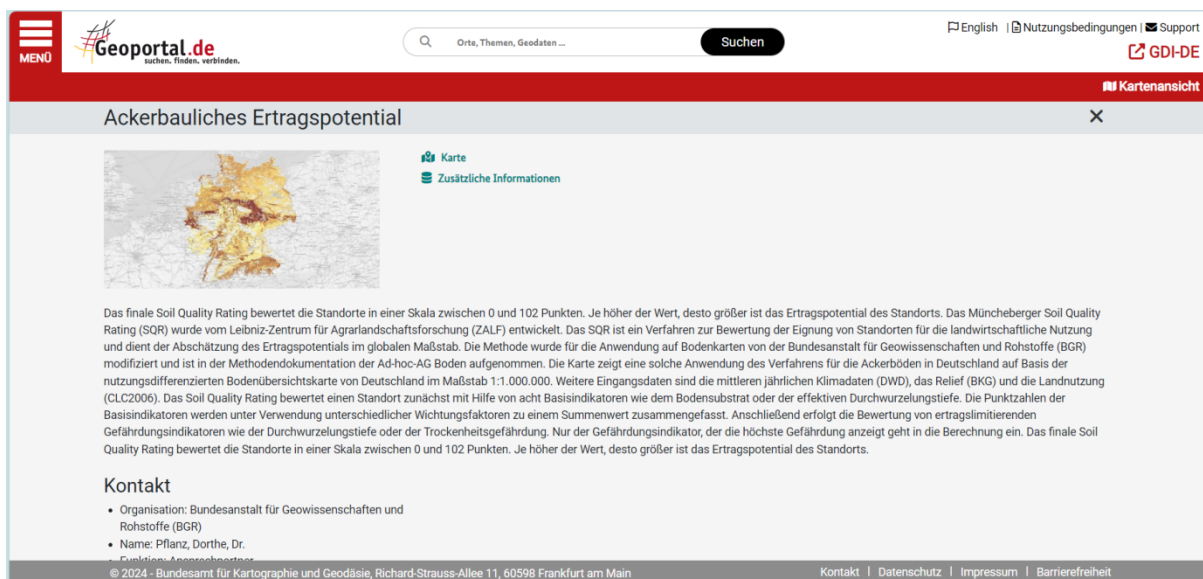 MENÜ
Geoportal.de
suchen. finden. verbinden.
Orte, Themen, Geodaten ...
Suchen
English | Nutzungsbedingungen | Support
GDI-DE
Kartenansicht
Ackerbauliches Ertragspotential
Karte
Zusätzliche Informationen
Das finale Soil Quality Rating bewertet die Standorte in einer Skala zwischen 0 und 102 Punkten. Je höher der Wert, desto größer ist das Ertragspotential des Standorts. Das Müncheberger Soil Quality
Rating (SQR) wurde vom Leibniz-Zentrum für Agrarlandschaftsforschung (ZALF) entwickelt. Das SQR ist ein Verfahren zur Bewertung der Eignung von Standorten für die landwirtschaftliche Nutzung
und dient der Abschätzung des Ertragspotentials im globalen Maßstab. Die Methode wurde für die Anwendung auf Bodenkarten von der Bundesanstalt für Geowissenschaften und Rohstoffe (BGR)
modifiziert und ist in der Methodendokumentation der Ad-hoc-AG Boden aufgenommen. Die Karte zeigt eine solche Anwendung des Verfahrens für die Ackerböden in Deutschland auf Basis der
nutzungsdifferenzierten Bodenübersichtskarte von Deutschland im Maßstab 1:1.000.000. Weitere Eingangsdaten sind die mittleren jährlichen Klimadaten (DWD), das Relief (BKG) und die Landnutzung
(CLC2006). Das Soil Quality Rating bewertet einen Standort zunächst mit Hilfe von acht Basisindikatoren wie dem Bodensubstrat oder der effektiven Durchwurzelungstiefe. Die Punktzahlen der
Basisindikatoren werden unter Verwendung unterschiedlicher Wichtungsfaktoren zu einem Summenwert zusammengefasst. Anschließend erfolgt die Bewertung von ertragslimitierenden
Gefährdungsindikatoren wie der Durchwurzelungstiefe oder der Trockenheitsgefährdung. Nur der Gefährdungsindikator, der die höchste Gefährdung anzeigt geht in die Berechnung ein. Das finale Soil
Quality Rating bewertet die Standorte in einer Skala zwischen 0 und 102 Punkten. Je höher der Wert, desto größer ist das Ertragspotential des Standorts.
Kontakt
• Organisation: Bundesanstalt für Geowissenschaften und
Rohstoffe (BGR)
• Name: Pflanz, Dorthe, Dr.
• Funktion: Ansprechpartner
© 2024 - Bundesamt für Kartographie und Geodäsie, Richard-Strauss-Allee 11, 60598 Frankfurt am Main
Kontakt | Datenschutz | Impressum | Barrierefreiheit